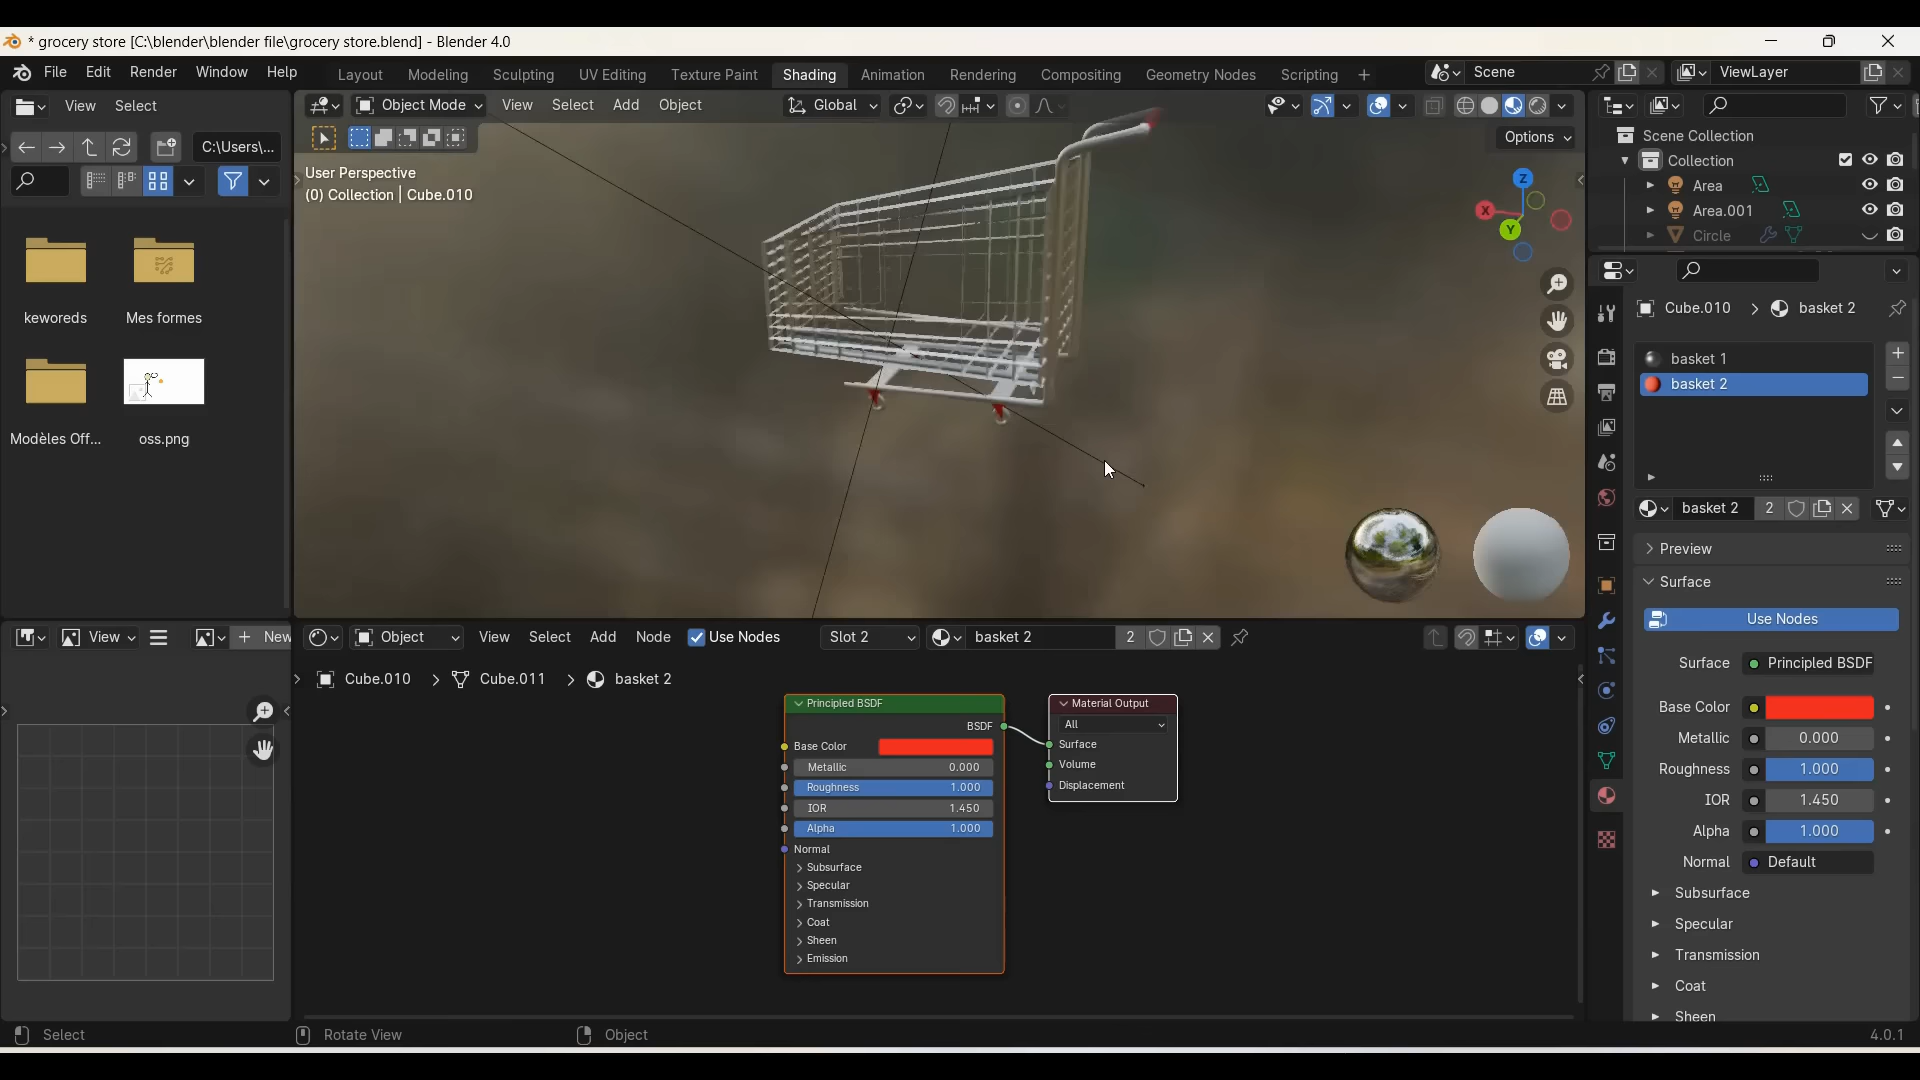 * grocery store [C:\blender\blender file\grocery store.blend] - Blender 4.0
File Edit Render Window Help Layout Modeling Sculpting UV Editing Texture Paint Shading Animation Rendering Compositing Geometry Nodes Scripting + Scene ViewLayer
View Select Object Mode View Select Add Object Global
C:\Users\... Options
User Perspective
(0) Collection | Cube.010
Z
X
Y
keworeds Mes formes
Modèles Off... oss.png
Scene Collection
Collection
Area
Area.001
Circle
Cube.010 > basket 2
basket 1
basket 2
basket 2 2
Preview
Surface
Use Nodes
Surface Principled BSDF
Base Color
Metallic 0.000
Roughness 1.000
IOR 1.450
Alpha 1.000
Normal Default
Subsurface
Specular
Transmission
Coat
Sheen
View + New Object View Select Add Node Use Nodes Slot 2 basket 2 2
Cube.010 > Cube.011 > basket 2
Principled BSDF
BSDF
Base Color
Metallic 0.000
Roughness 1.000
IOR 1.450
Alpha 1.000
Normal
Subsurface
Specular
Transmission
Coat
Sheen
Emission
Material Output
All
Surface
Volume
Displacement
Select Rotate View Object 4.0.1